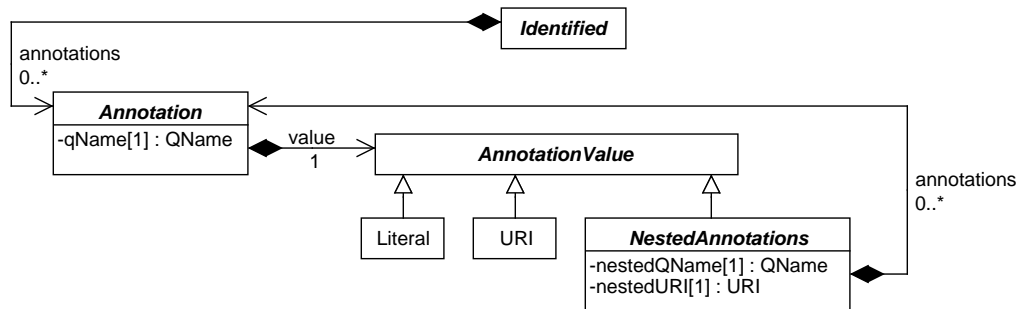 Identified
annotations
0..*
Annotation
-qName[1] : QName
value
1
AnnotationValue
annotations
0..*
Literal
URI
NestedAnnotations
-nestedQName[1] : QName
-nestedURI[1] : URI